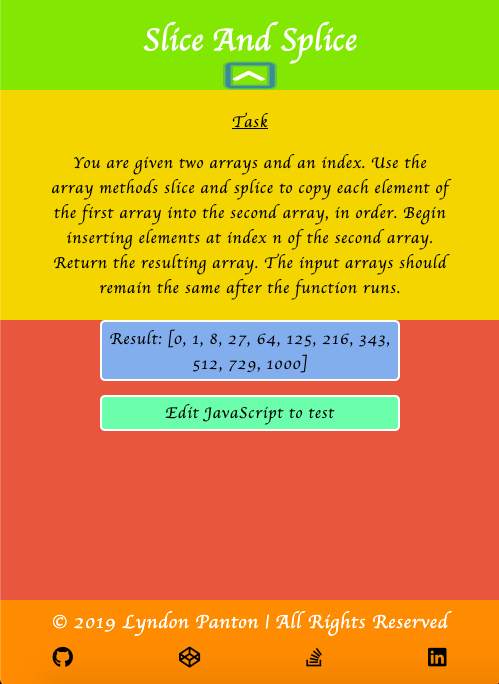 Slice And Splice
Task
You are given two arrays and an index. Use the
array methods slice and splice to copy each element of
the first array into the second array, in order. Begin
inserting elements at index n of the second array.
Return the resulting array. The input arrays should
remain the same after the function runs.
Result: [0, 1, 8, 27, 64, 125, 216, 343,
512, 729, 1000]
Edit JavaScript to test
© 2019 Lyndon Panton | All Rights Reserved